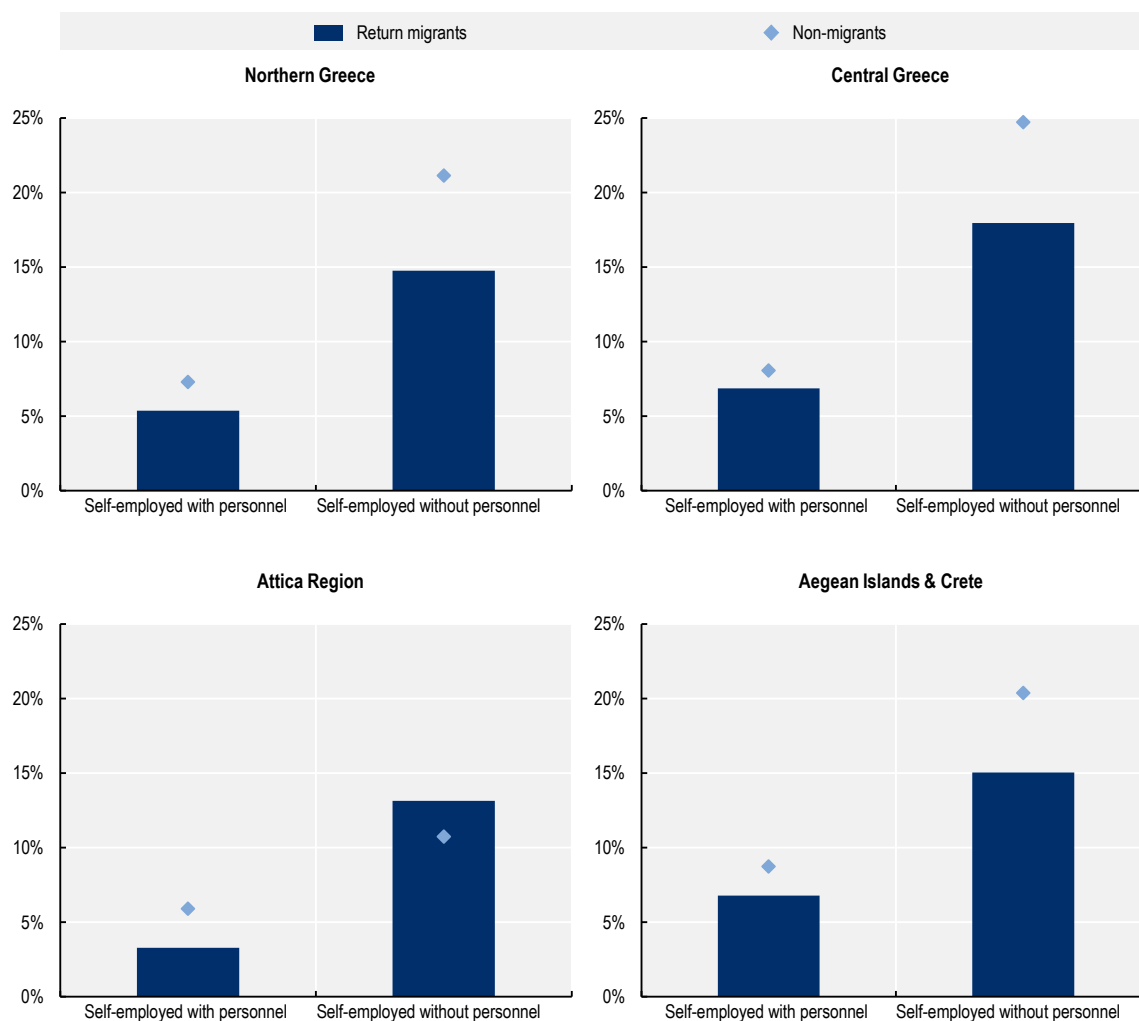 Return migrants Non-migrants
Northern Greece
25%
20%
15%
10%
5%
0%
Self-employed with personnel Self-employed without personnel
Central Greece
25%
20%
15%
10%
5%
0%
Self-employed with personnel Self-employed without personnel
Attica Region
25%
20%
15%
10%
5%
0%
Self-employed with personnel Self-employed without personnel
Aegean Islands & Crete
25%
20%
15%
10%
5%
0%
Self-employed with personnel Self-employed without personnel